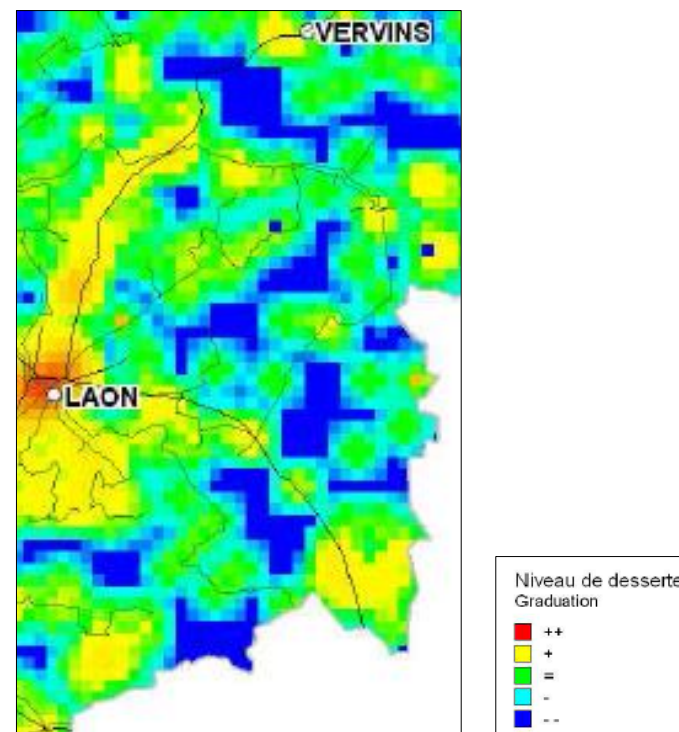 VERVINS
LAON
Niveau de desserte
Graduation
++
+
=
-
--